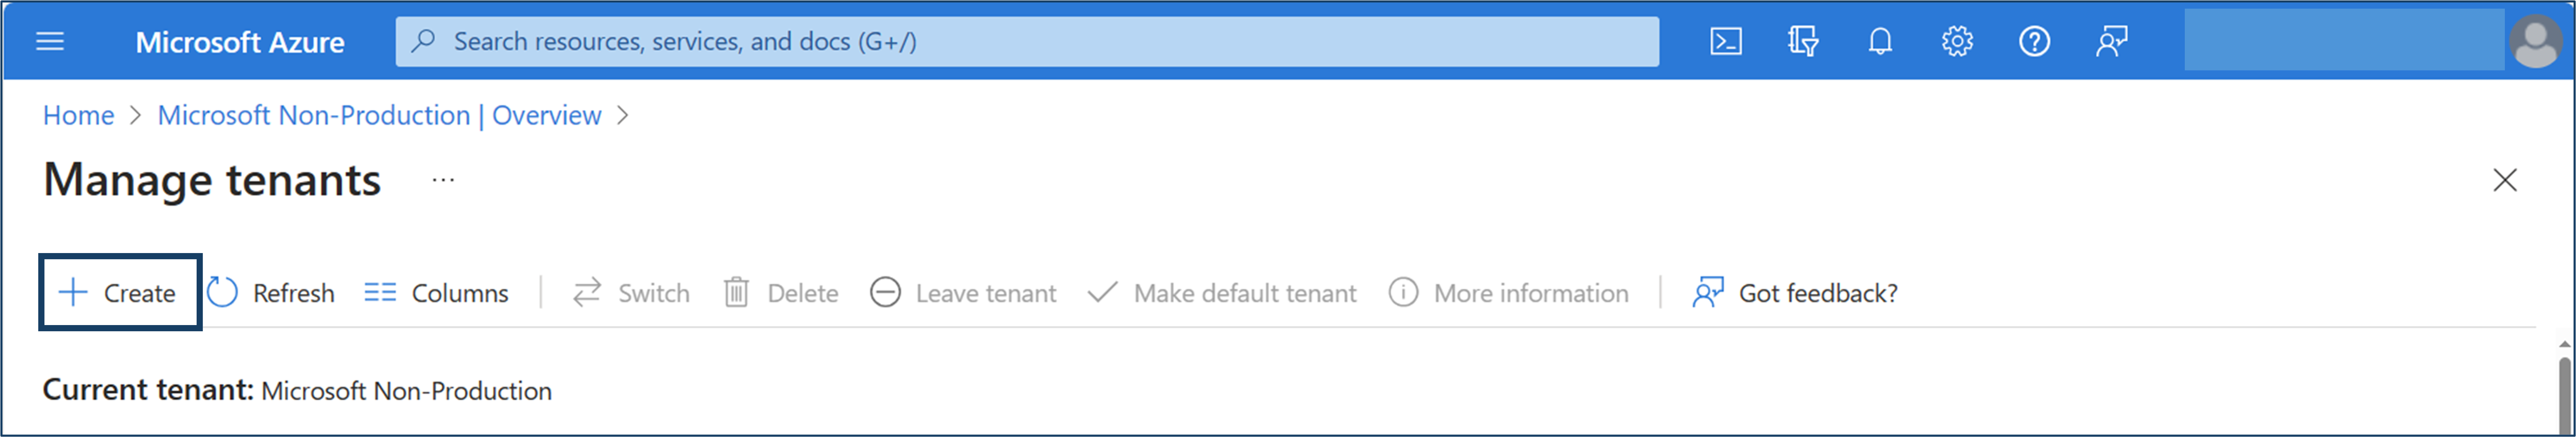 Microsoft Azure Search resources, services, and docs (G+/)
Home > Microsoft Non-Production | Overview >
Manage tenants ...
Create Refresh Columns Switch Delete Leave tenant Make default tenant More information Got feedback?
Current tenant: Microsoft Non-Production